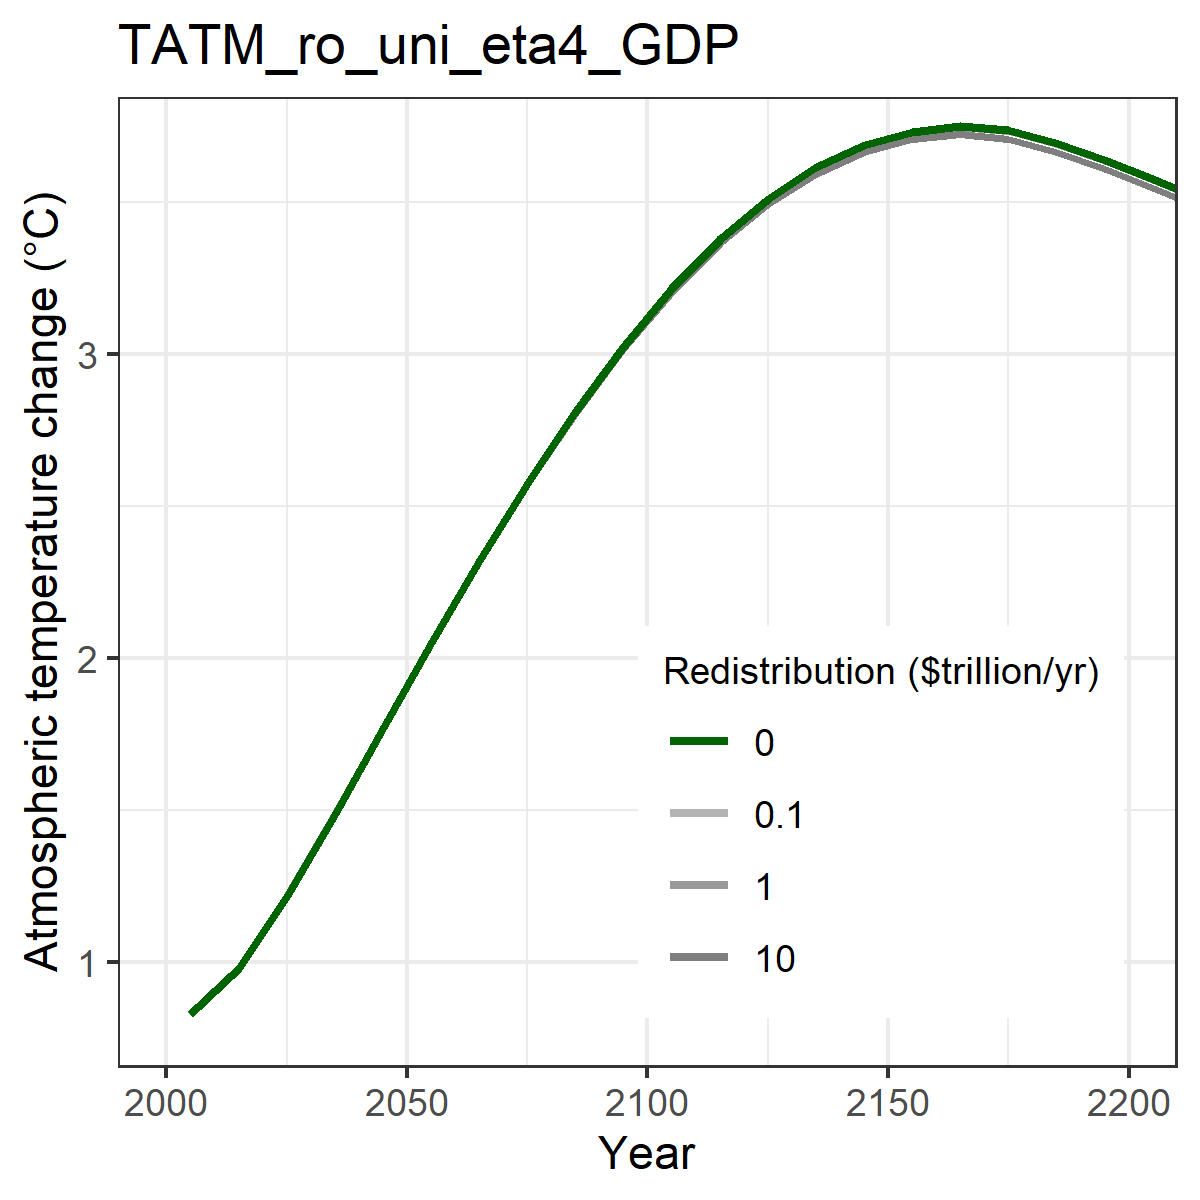 TATM_ro_uni_eta4_GDP
Atmospheric temperature change (°C)
3
2
1
Redistribution ($trillion/yr)
0
0.1
1
10
2000 2050 2100 2150 2200
Year